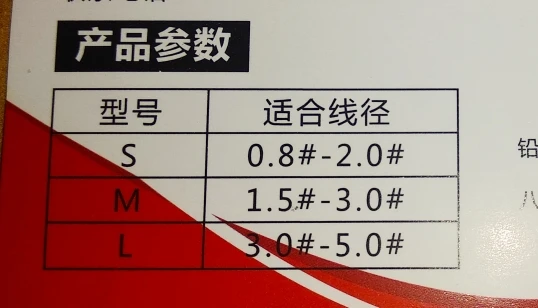 产品参数
型号 适合线径
S 0.8#-2.0#
M 1.5#-3.0#
L 3.0#-5.0#
铅